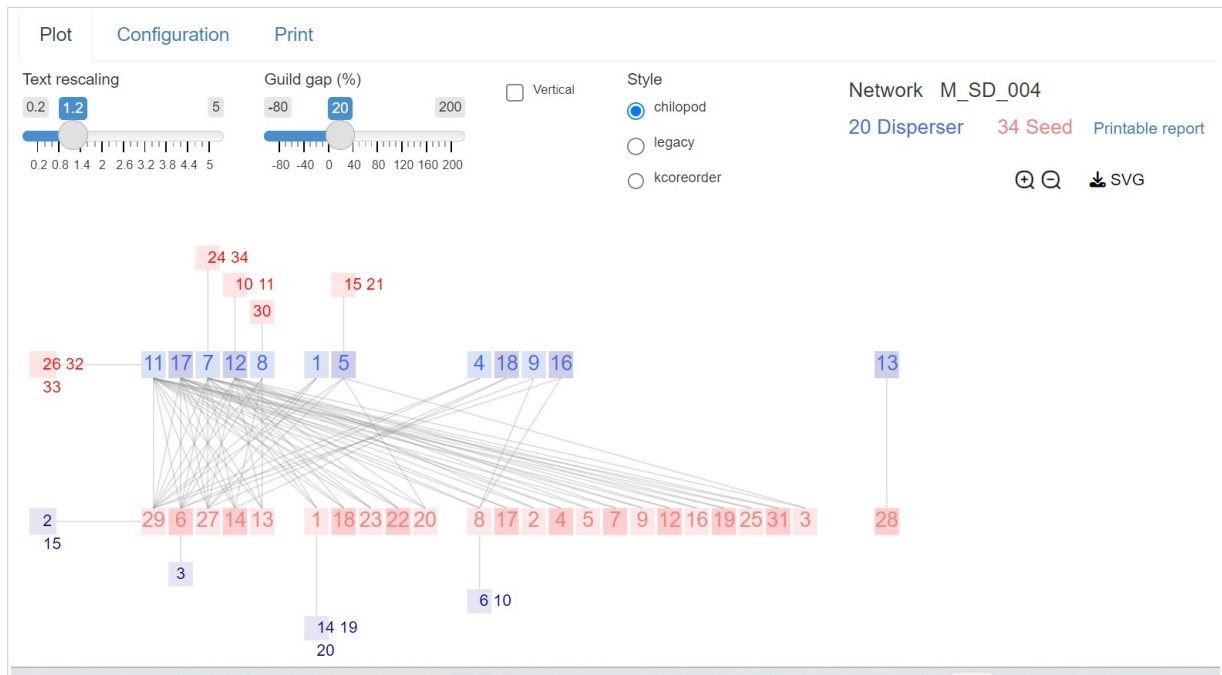 Plot Configuration Print
Text rescaling
0.2 1.2 5
0.2 0.8 1.4 2 2.6 3.2 3.8 4.4 5
Guild gap (%)
-80 20 200
-80 -40 0 40 80 120 160 200
Vertical
Style
chilopod
legacy
kcoreorder
Network M_SD_004
20 Disperser 34 Seed Printable report
SVG
24 34
10 11
15 21
30
26 32
33
11 17 7 12 8 1 5 4 18 9 16 13
2
15
29 6 27 14 13 1 18 23 22 20 8 17 2 4 5 7 9 12 16 19 25 31 3 28
3
6 10
14 19
20